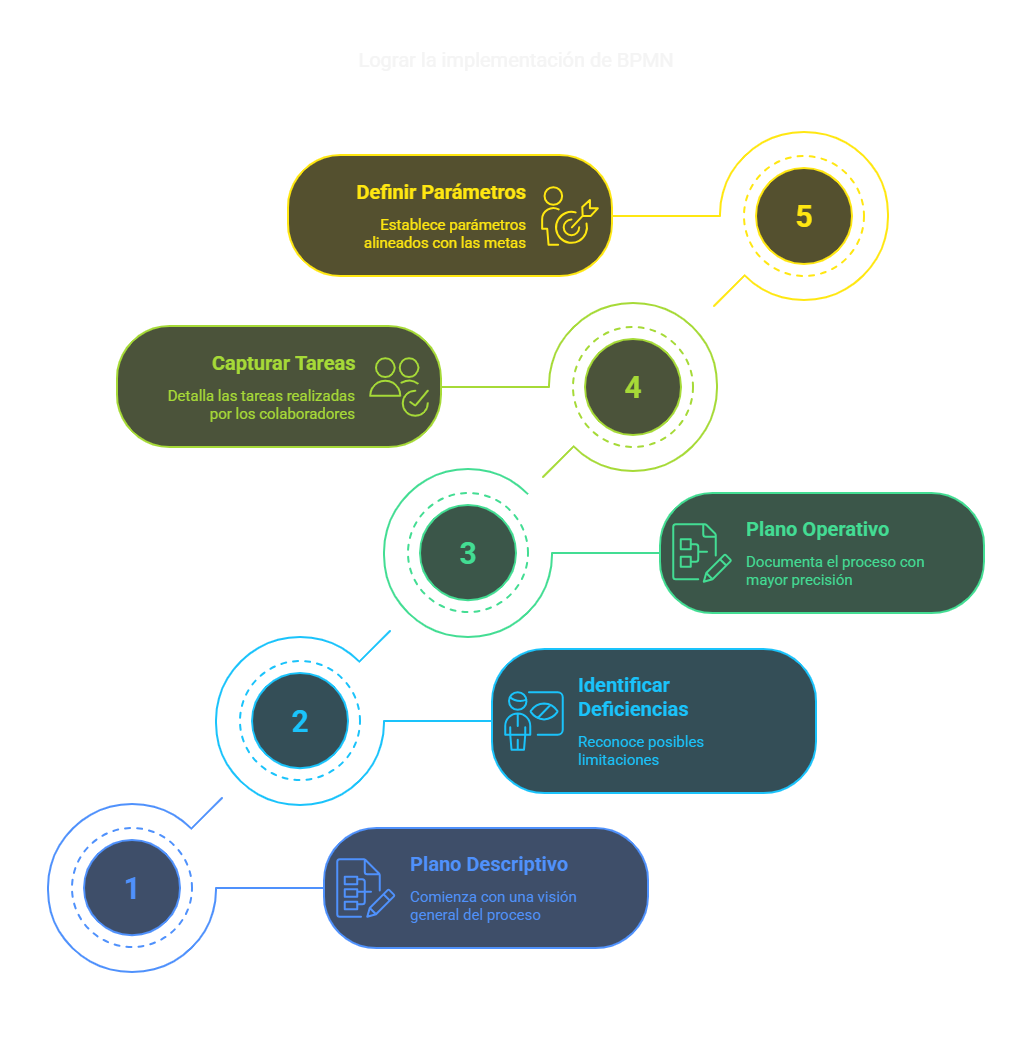 Lograr la implementación de BPMN
5
Definir Parámetros
Establece parámetros
alineados con las metas
4
Capturar Tareas
Detalla las tareas realizadas
por los colaboradores
3
Plano Operativo
Documenta el proceso con
mayor precisión
2
Identificar
Deficiencias
Reconoce posibles
limitaciones
1
Plano Descriptivo
Comienza con una visión
general del proceso